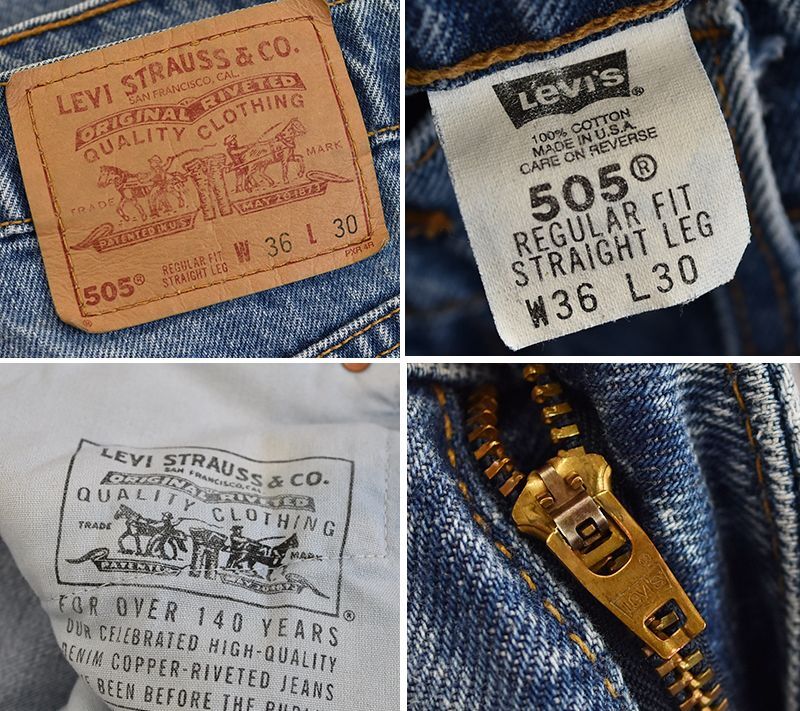 LEVI STRAUSS & CO.
SAN FRANCISCO, CAL.
ORIGINAL RIVETED
QUALITY CLOTHING
TRADE MARK
PATENTED IN U.S. MAY 20 1873
505® REGULAR FIT W 36 L 30
STRAIGHT LEG
PXR 4R
®
Levi's®
100% COTTON
MADE IN U.S.A.
CARE ON REVERSE
505®
REGULAR FIT
STRAIGHT LEG
W36 L30
LEVI STRAUSS & CO.
SAN FRANCISCO, CAL.
ORIGINAL RIVETED
QUALITY CLOTHING
TRADE MARK
PATENTED
®
FOR OVER 140 YEARS
OUR CELEBRATED HIGH-QUALITY
DENIM COPPER-RIVETED JEANS
BEEN BEFORE THE
®
Levi's